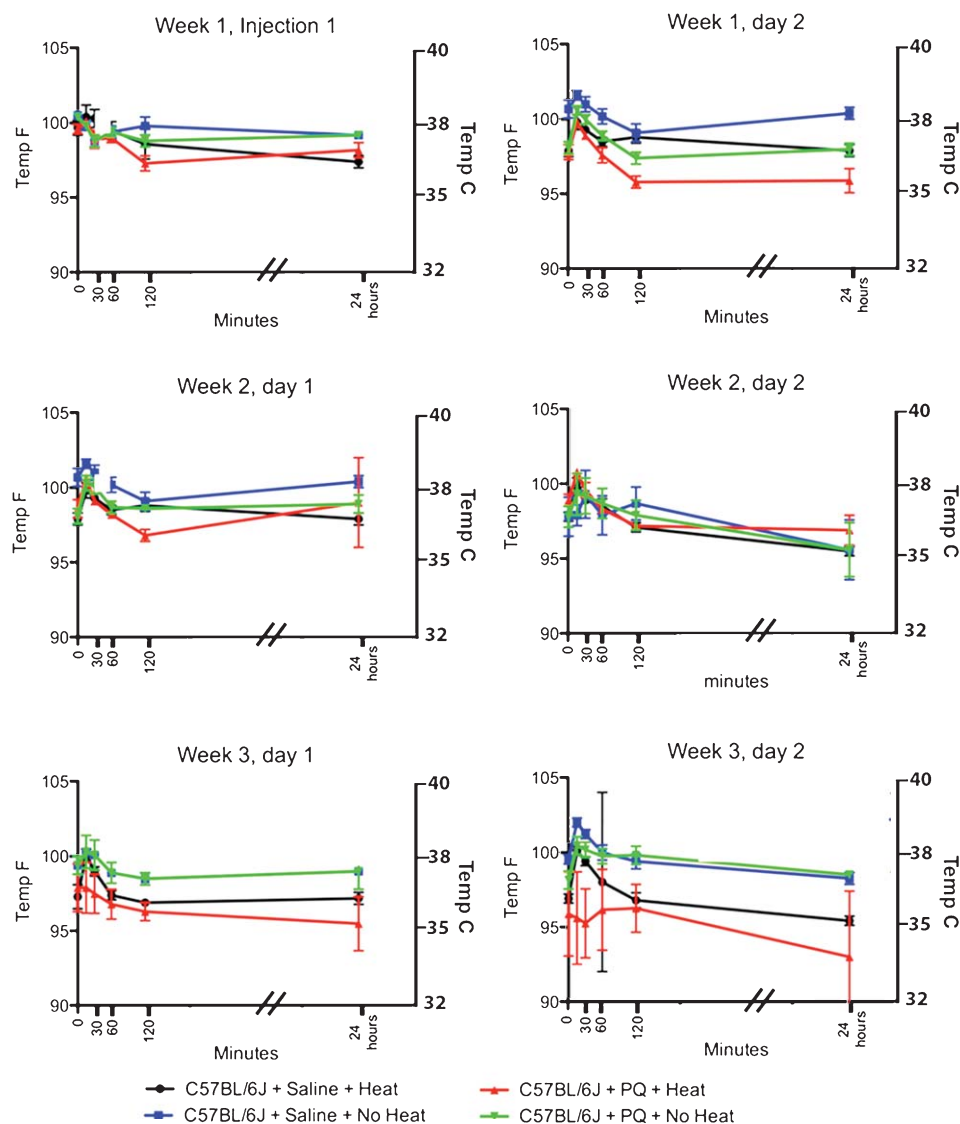 Week 1, Injection 1
105
100
95
90
Temp F
40
38
35
32
Temp C
0
30
60
120
24
hours
Minutes
Week 1, day 2
105
100
95
90
Temp F
40
38
35
32
Temp C
0
30
60
120
24
hours
Minutes
Week 2, day 1
105
100
95
90
Temp F
40
38
35
32
Temp C
0
30
60
120
24
hours
Week 2, day 2
105
100
95
90
Temp F
40
38
35
32
Temp C
0
30
60
120
24
hours
minutes
Week 3, day 1
105
100
95
90
Temp F
40
38
35
32
Temp C
0
30
60
120
24
hours
Minutes
Week 3, day 2
105
100
95
90
Temp F
40
38
35
32
Temp C
0
30
60
120
24
hours
Minutes
C57BL/6J + Saline + Heat
C57BL/6J + PQ + Heat
C57BL/6J + Saline + No Heat
C57BL/6J + PQ + No Heat